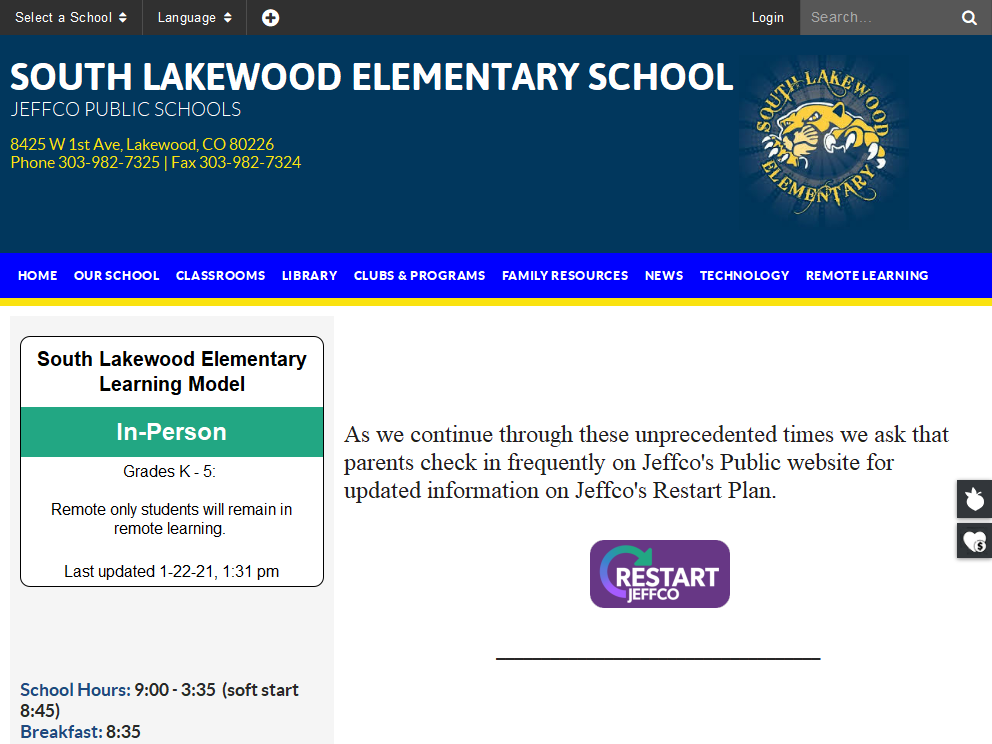 Select a School
Language
Login
Search...
SOUTH LAKEWOOD ELEMENTARY SCHOOL
JEFFCO PUBLIC SCHOOLS
8425 W 1st Ave, Lakewood, CO 80226
Phone 303-982-7325 | Fax 303-982-7324
SOUTH LAKEWOOD
ELEMENTARY
HOME OUR SCHOOL CLASSROOMS LIBRARY CLUBS & PROGRAMS FAMILY RESOURCES NEWS TECHNOLOGY REMOTE LEARNING
South Lakewood Elementary
Learning Model
In-Person
Grades K - 5:
Remote only students will remain in
remote learning.
Last updated 1-22-21, 1:31 pm
School Hours: 9:00 - 3:35 (soft start
8:45)
Breakfast: 8:35
As we continue through these unprecedented times we ask that
parents check in frequently on Jeffco's Public website for
updated information on Jeffco's Restart Plan.
RESTART
JEFFCO
$